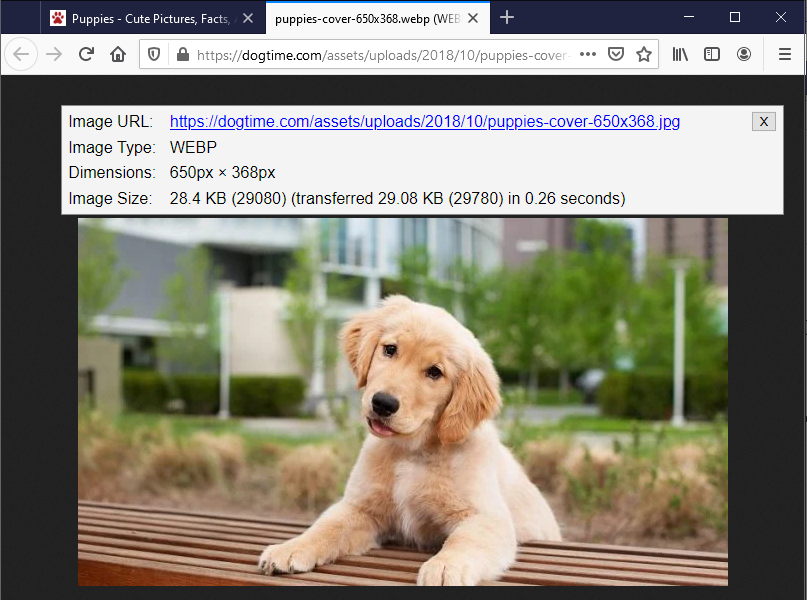 Puppies - Cute Pictures, Facts,
puppies-cover-650x368.webp (WEB
https://dogtime.com/assets/uploads/2018/10/puppies-cover-
Image URL: https://dogtime.com/assets/uploads/2018/10/puppies-cover-650x368.jpg X
Image Type: WEBP
Dimensions: 650px × 368px
Image Size: 28.4 KB (29080) (transferred 29.08 KB (29780) in 0.26 seconds)